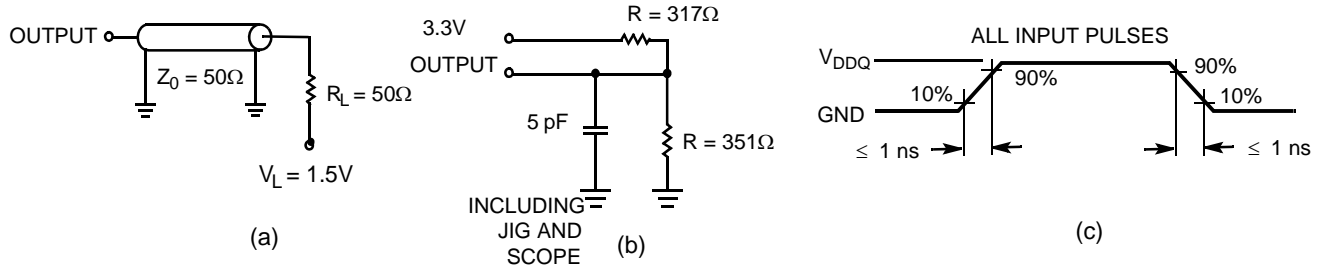 OUTPUT
Z0 = 50Ω
RL = 50Ω
VL = 1.5V
(a)
R = 317Ω
3.3V
OUTPUT
5 pF
R = 351Ω
INCLUDING
JIG AND
SCOPE
(b)
ALL INPUT PULSES
VDDQ
90%
90%
10%
10%
GND
≤ 1 ns
≤ 1 ns
(c)